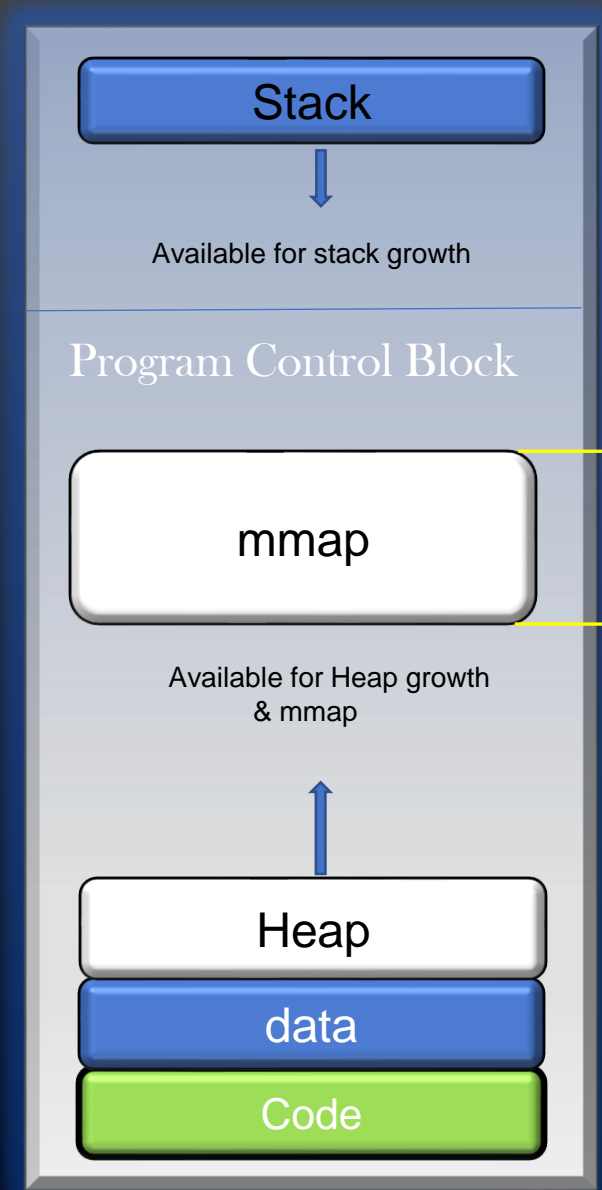 Stack
Available for stack growth
Program Control Block
mmap
Available for Heap growth
& mmap
Heap
data
Code